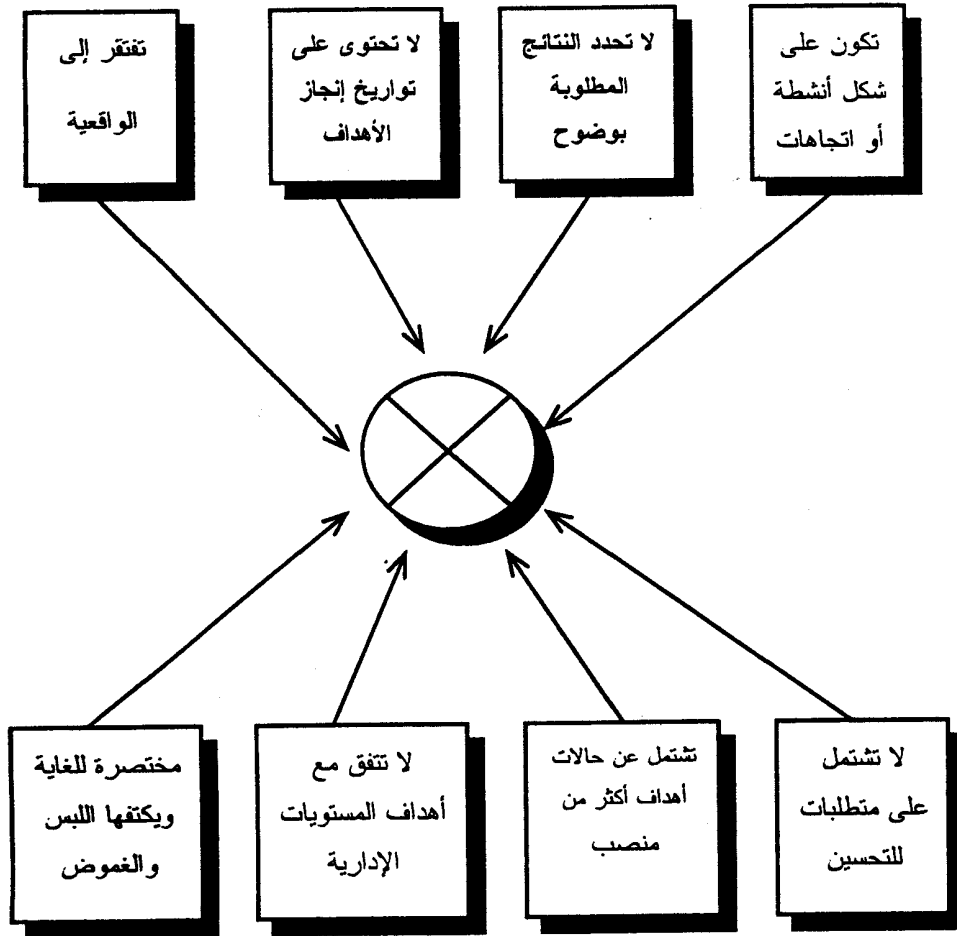 تكون على
شكل أنشطة
أو اتجاهات
لا تحدد النتائج
المطلوبة
بوضوح
لا تحتوى على
تواريخ إنجاز
الأهداف
تفتقر إلى
الواقعية
لا تشتمل
على متطلبات
للتحسين
تشتمل عن حالات
أهداف أكثر من
منصب
لا تتفق مع
أهداف المستويات
الإدارية
مختصرة للغاية
ويكتفها اللبس
والغموض